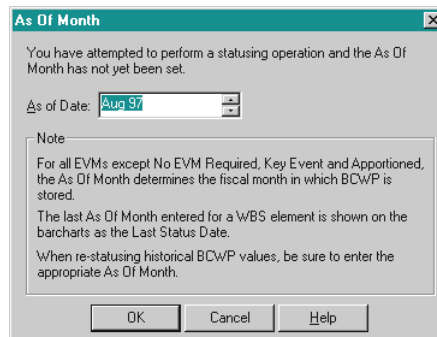 As Of Month
You have attempted to perform a statusing operation and the As Of
Month has not yet been set.
As of Date: Aug 97
Note
For all EVMs except No EVM Required, Key Event and Apportioned,
the As Of Month determines the fiscal month in which BCWP is
stored.
The last As Of Month entered for a WBS element is shown on the
barcharts as the Last Status Date.
When re-statusing historical BCWP values, be sure to enter the
appropriate As Of Month.
OK Cancel Help